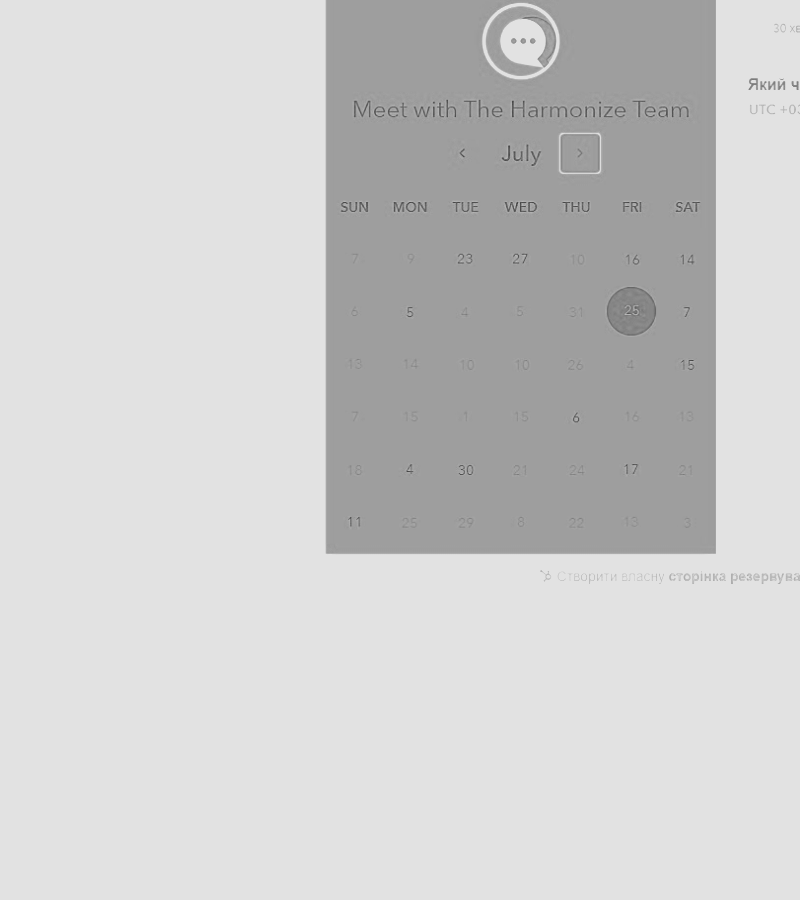 30 хв
Який ч
UTC +03
Meet with The Harmonize Team
July
SUN MON TUE WED THU FRI SAT
7 9 23 27 10 16 14
6 5 4 5 31 25 7
13 14 10 10 26 4 15
7 15 1 15 6 16 13
18 4 30 21 24 17 21
11 25 29 8 22 13 3
Створити власну сторінка резервува